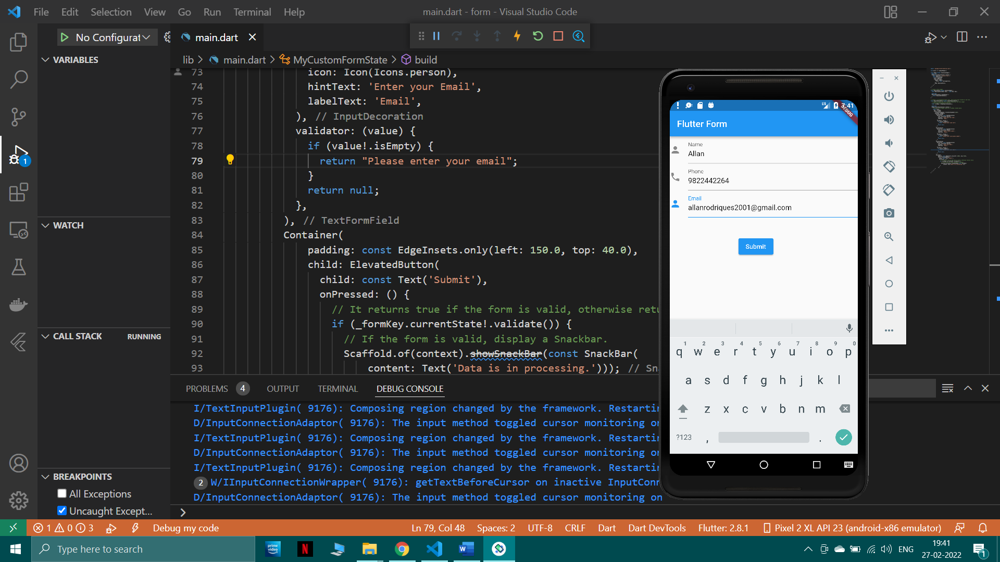 File Edit Selection View Go Run Terminal Help
main.dart - form - Visual Studio Code
No Configurat
main.dart
VARIABLES
lib > main.dart > MyCustomFormState > build
73 icon: Icon(Icons.person),
74 hintText: 'Enter your Email',
75 labelText: 'Email',
76 ), // InputDecoration
77 validator: (value) {
78 if (value!.isEmpty) {
79 return "Please enter your email";
80 }
81 return null;
82 },
83 ), // TextFormField
84 Container(
85 padding: const EdgeInsets.only(left: 150.0, top: 40.0),
86 child: ElevatedButton(
87 child: const Text('Submit'),
88 onPressed: () {
89 // It returns true if the form is valid, otherwise retu
90 if (_formKey.currentState!.validate()) {
91 // If the form is valid, display a Snackbar.
92 Scaffold.of(context).showSnackBar(const SnackBar(
93 content: Text('Data is in processing.'))); // Sn
1
WATCH
CALL STACK RUNNING
BREAKPOINTS
All Exceptions
Uncaught Except...
PROBLEMS 4 OUTPUT TERMINAL DEBUG CONSOLE
I/TextInputPlugin( 9176): Composing region changed by the framework. Restartin
D/InputConnectionAdaptor( 9176): The input method toggled cursor monitoring on
I/TextInputPlugin( 9176): Composing region changed by the framework. Restartin
D/InputConnectionAdaptor( 9176): The input method toggled cursor monitoring on
I/TextInputPlugin( 9176): Composing region changed by the framework. Restartin
2 W/IInputConnectionWrapper( 9176): getTextBeforeCursor on inactive InputConn
D/InputConnectionAdaptor( 9176): The input method toggled cursor monitoring on
LTE 7:41
DEBUG
Flutter Form
Name
Allan
Phone
9822442264
Email
allanrodriques2001@gmail.com
Submit
1 2 3 4 5 6 7 8 9 0
q w e r t y u i o p
a s d f g h j k l
z x c v b n m
?123 , .
1 0 3 Debug my code Ln 79, Col 48 Spaces: 2 UTF-8 CRLF Dart Dart DevTools Flutter: 2.8.1 Pixel 2 XL API 23 (android-x86 emulator)
Type here to search
prime video
N
W
ENG
19:41
27-02-2022
1